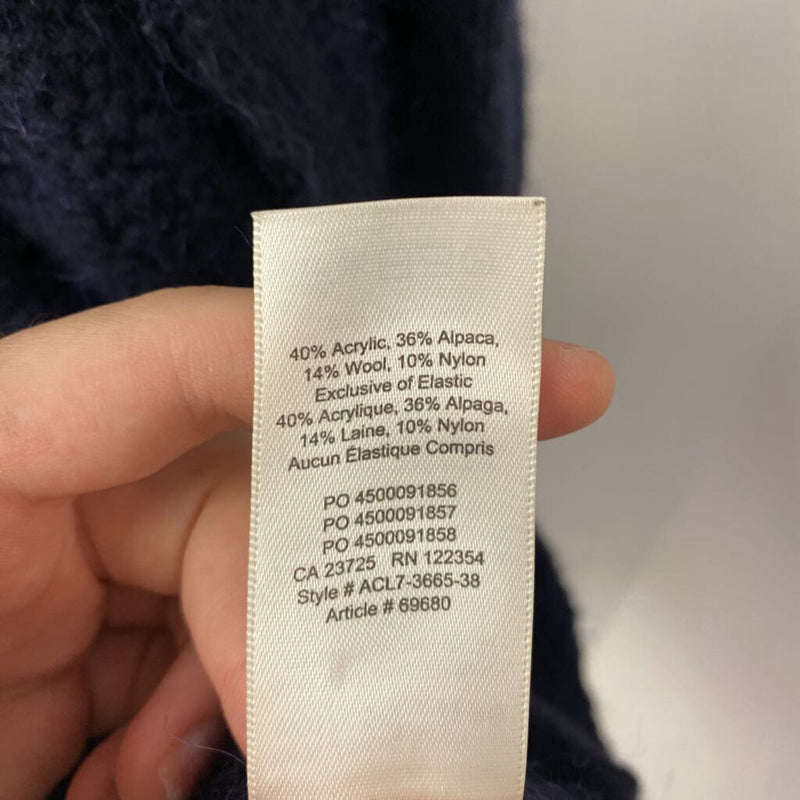 40% Acrylic, 36% Alpaca,
14% Wool, 10% Nylon
Exclusive of Elastic
40% Acrylique, 36% Alpaga,
14% Laine, 10% Nylon
Aucun Élastique Compris
PO 4500091856
PO 4500091857
PO 4500091858
CA 23725 RN 122354
Style # ACL7-3665-38
Article # 69680